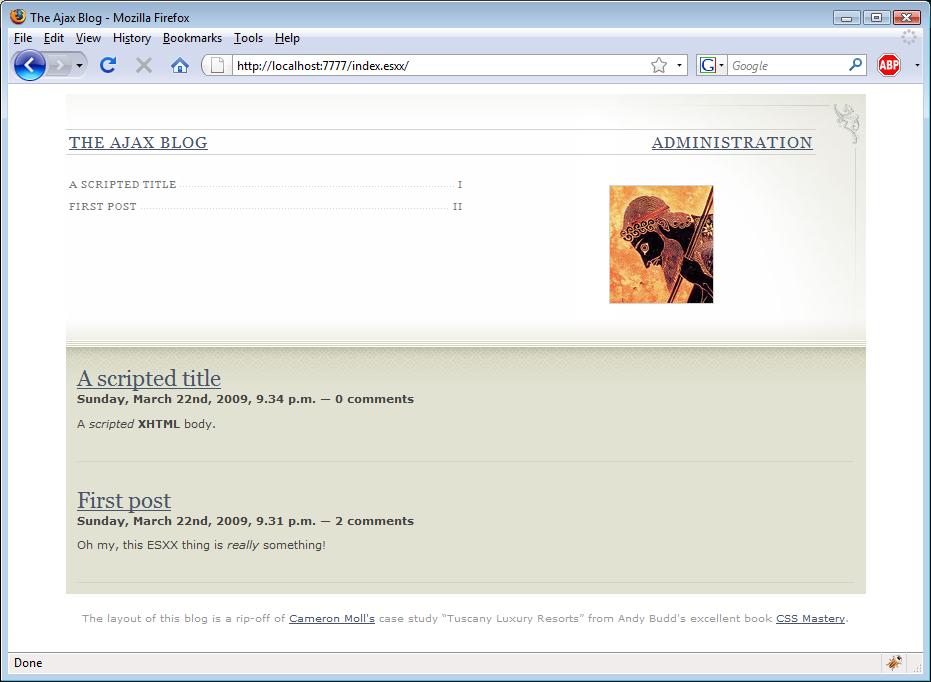 The Ajax Blog - Mozilla Firefox
File Edit View History Bookmarks Tools Help
http://localhost:7777/index.esxx/
G Google
ABP
THE AJAX BLOG ADMINISTRATION
A SCRIPTED TITLE I
FIRST POST II
A scripted title
Sunday, March 22nd, 2009, 9.34 p.m. — 0 comments
A scripted XHTML body.
First post
Sunday, March 22nd, 2009, 9.31 p.m. — 2 comments
Oh my, this ESXX thing is really something!
The layout of this blog is a rip-off of Cameron Moll's case study “Tuscany Luxury Resorts” from Andy Budd's excellent book CSS Mastery.
Done